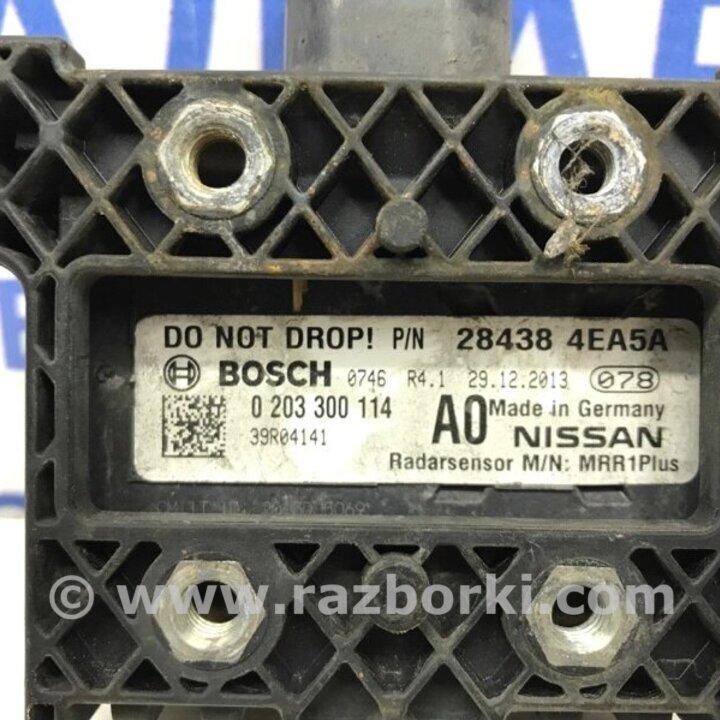 DO NOT DROP! P/N 28438 4EA5A
BOSCH 0746 R4.1 29.12.2013 078
0 203 300 114 A0 Made in Germany
39R04141 NISSAN
Radarsensor M/N: MRR1Plus
© www.razborki.com